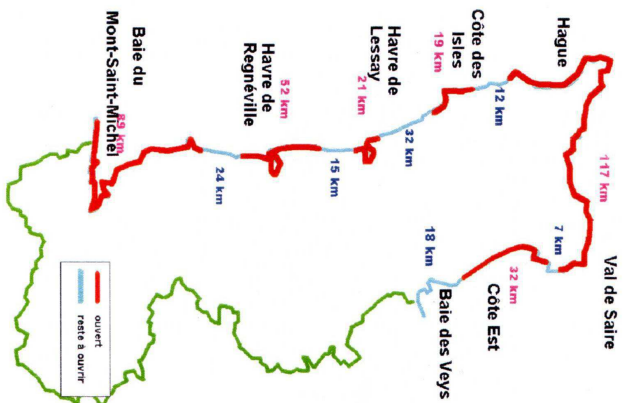 Hague
117 km
Val de Saire
12 km
7 km
Côte des
Isles
19 km
32 km
Côte Est
Havre de
Lessay
21 km
32 km
18 km
Baie des Veys
15 km
Havre de
Regnéville
52 km
24 km
Baie du
Mont-Saint-Michel
89 km
ouvert
reste à ouvrir